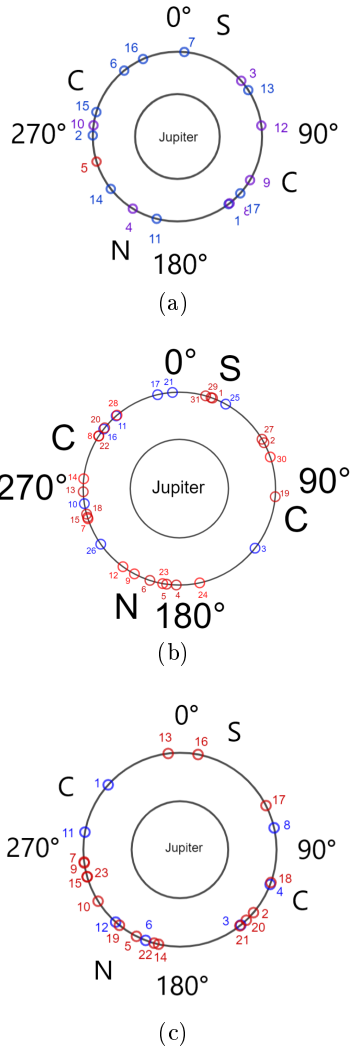 0° S
16 7
6 3
C 13
15
10 12
270° 2 Jupiter 90°
5 9 C
14 8 17
4 1
11
N 180°
(a)
0° S
17 21 29 1
31 25
28
20 11 27
C 8 16 2
22 30
14
270° 13 Jupiter 90°
10 19
18 C
15
7
26 3
12 23
9 6 5 4 24
N 180°
(b)
0° S
13 16
C 1
17
11 8
270° 7 Jupiter 90°
9
15 23 18
4 C
10 2
12 6 3 20
19 5 21
22 14
N 180°
(c)